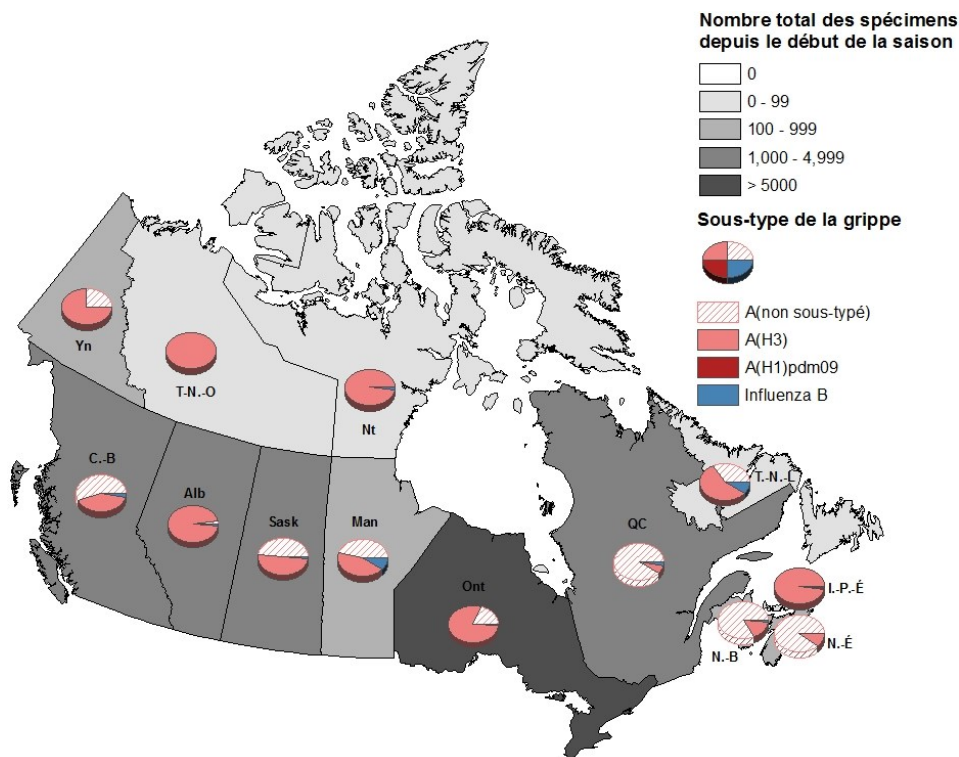 Nombre total des spécimens
depuis le début de la saison
0
0 - 99
100 - 999
1,000 - 4,999
> 5000
Sous-type de la grippe
A(non sous-typé)
A(H3)
A(H1)pdm09
Influenza B
Yn
T-N.-O
Nt
C.-B
Alb
Sask
Man
Ont
QC
T.-N.-L
I.-P.-É
N.-B
N.-É